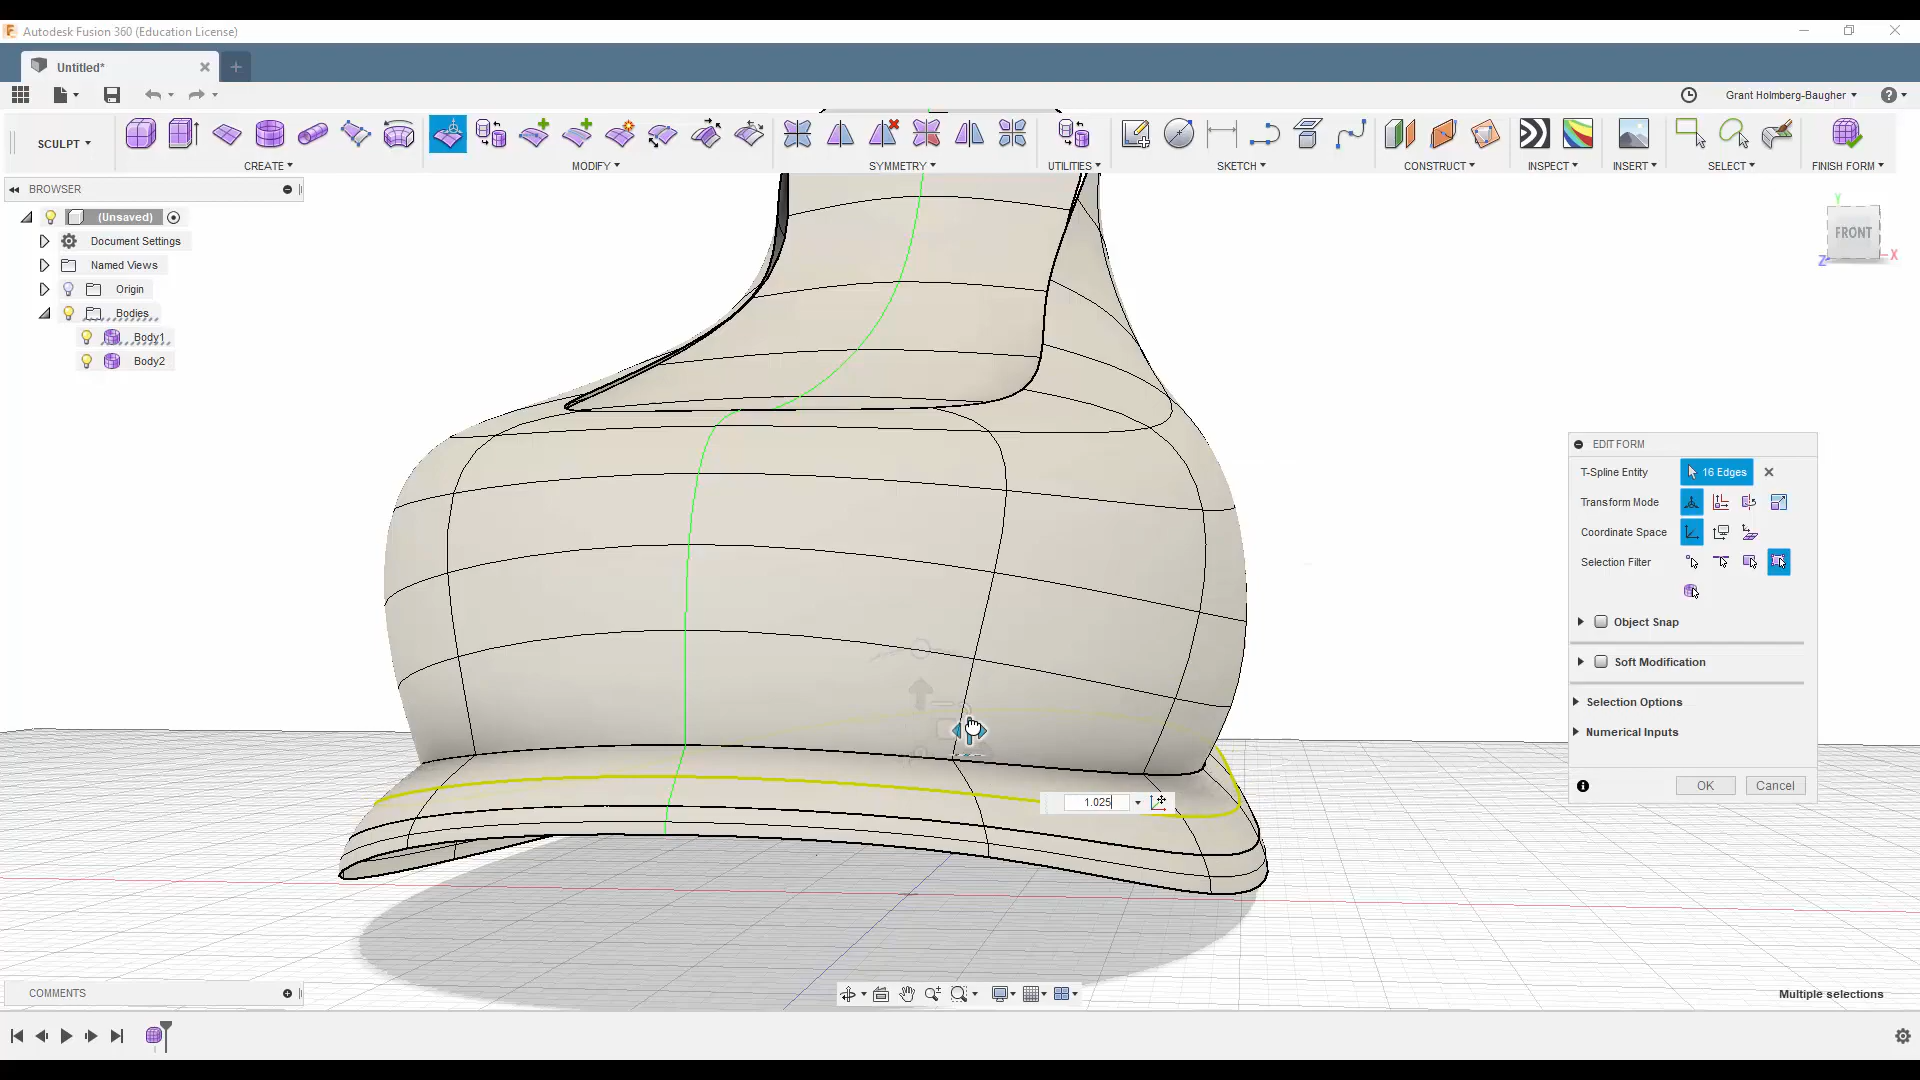 Autodesk Fusion 360 (Education License)
Untitled*
Grant Holmberg-Baugher
SCULPT
CREATE
MODIFY
SYMMETRY
UTILITIES
SKETCH
CONSTRUCT
INSPECT
INSERT
SELECT
FINISH FORM
BROWSER
(Unsaved)
Document Settings
Named Views
Origin
Bodies
Body1
Body2
Y
FRONT
Z
X
EDIT FORM
T-Spline Entity
16 Edges
Transform Mode
Coordinate Space
Selection Filter
Object Snap
Soft Modification
Selection Options
Numerical Inputs
OK
Cancel
1.025
COMMENTS
Multiple selections